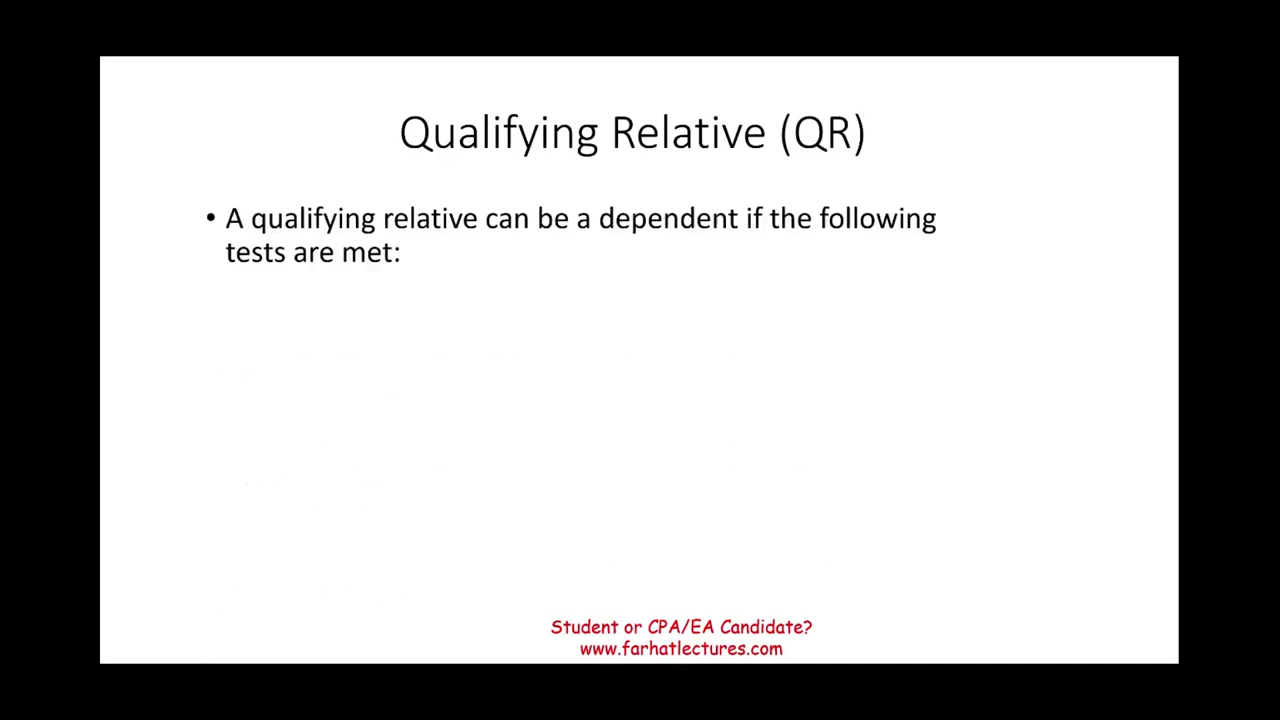 Qualifying Relative (QR)
• A qualifying relative can be a dependent if the following
tests are met:
Student or CPA/EA Candidate?
www.farhatlectures.com